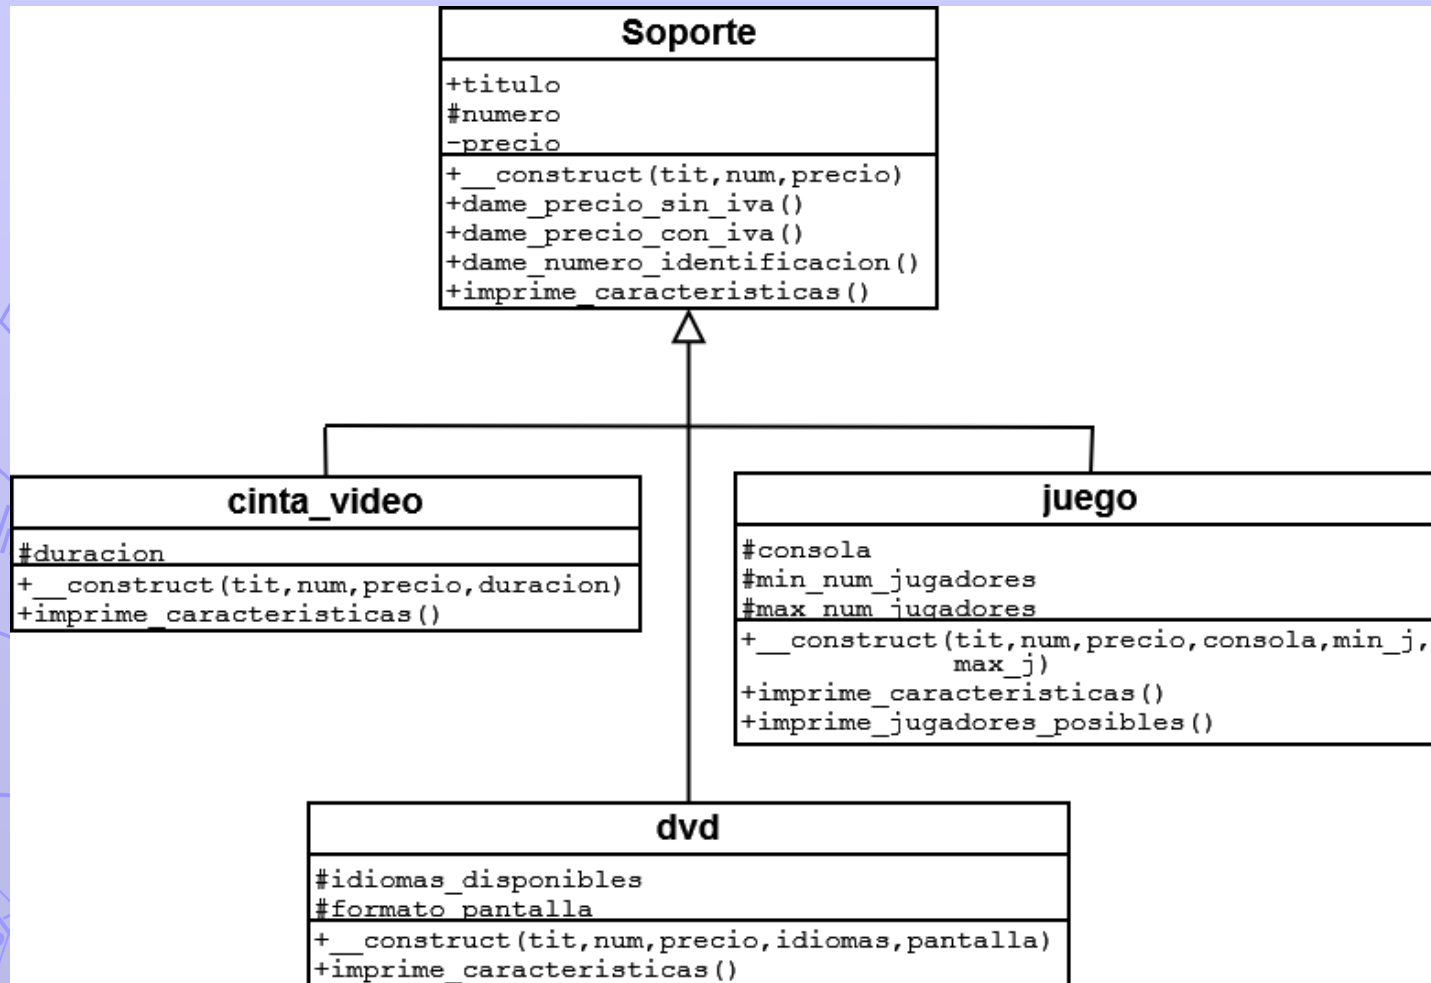 Soporte
+titulo
#numero
-precio
+__construct(tit,num,precio)
+dame_precio_sin_iva()
+dame_precio_con_iva()
+dame_numero_identificacion()
+imprime_caracteristicas()
cinta_video
#duracion
+__construct(tit,num,precio,duracion)
+imprime_caracteristicas()
juego
#consola
#min_num_jugadores
#max_num_jugadores
+__construct(tit,num,precio,consola,min_j,
max_j)
+imprime_caracteristicas()
+imprime_jugadores_posibles()
dvd
#idiomas_disponibles
#formato_pantalla
+__construct(tit,num,precio,idiomas,pantalla)
+imprime_caracteristicas()